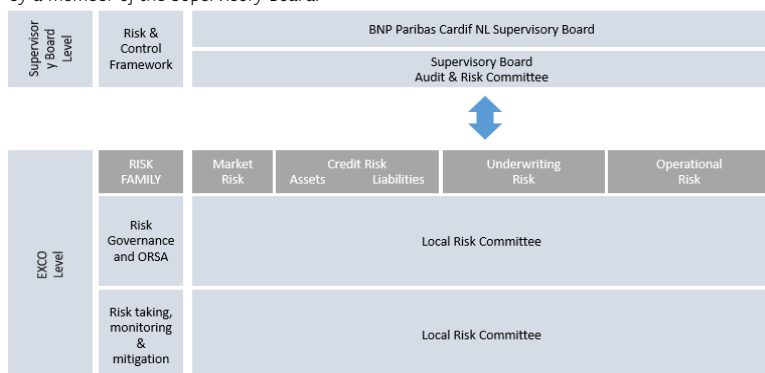 by a member of the Supervisory Board.
Supervisor
y Board
Level
Risk &
Control
Framework
BNP Paribas Cardif NL Supervisory Board
Supervisory Board
Audit & Risk Committee
EXCO
Level
RISK
FAMILY
Market
Risk
Credit Risk
Assets Liabilities
Underwriting
Risk
Operational
Risk
Risk
Governance
and ORSA
Local Risk Committee
Risk taking,
monitoring
&
mitigation
Local Risk Committee